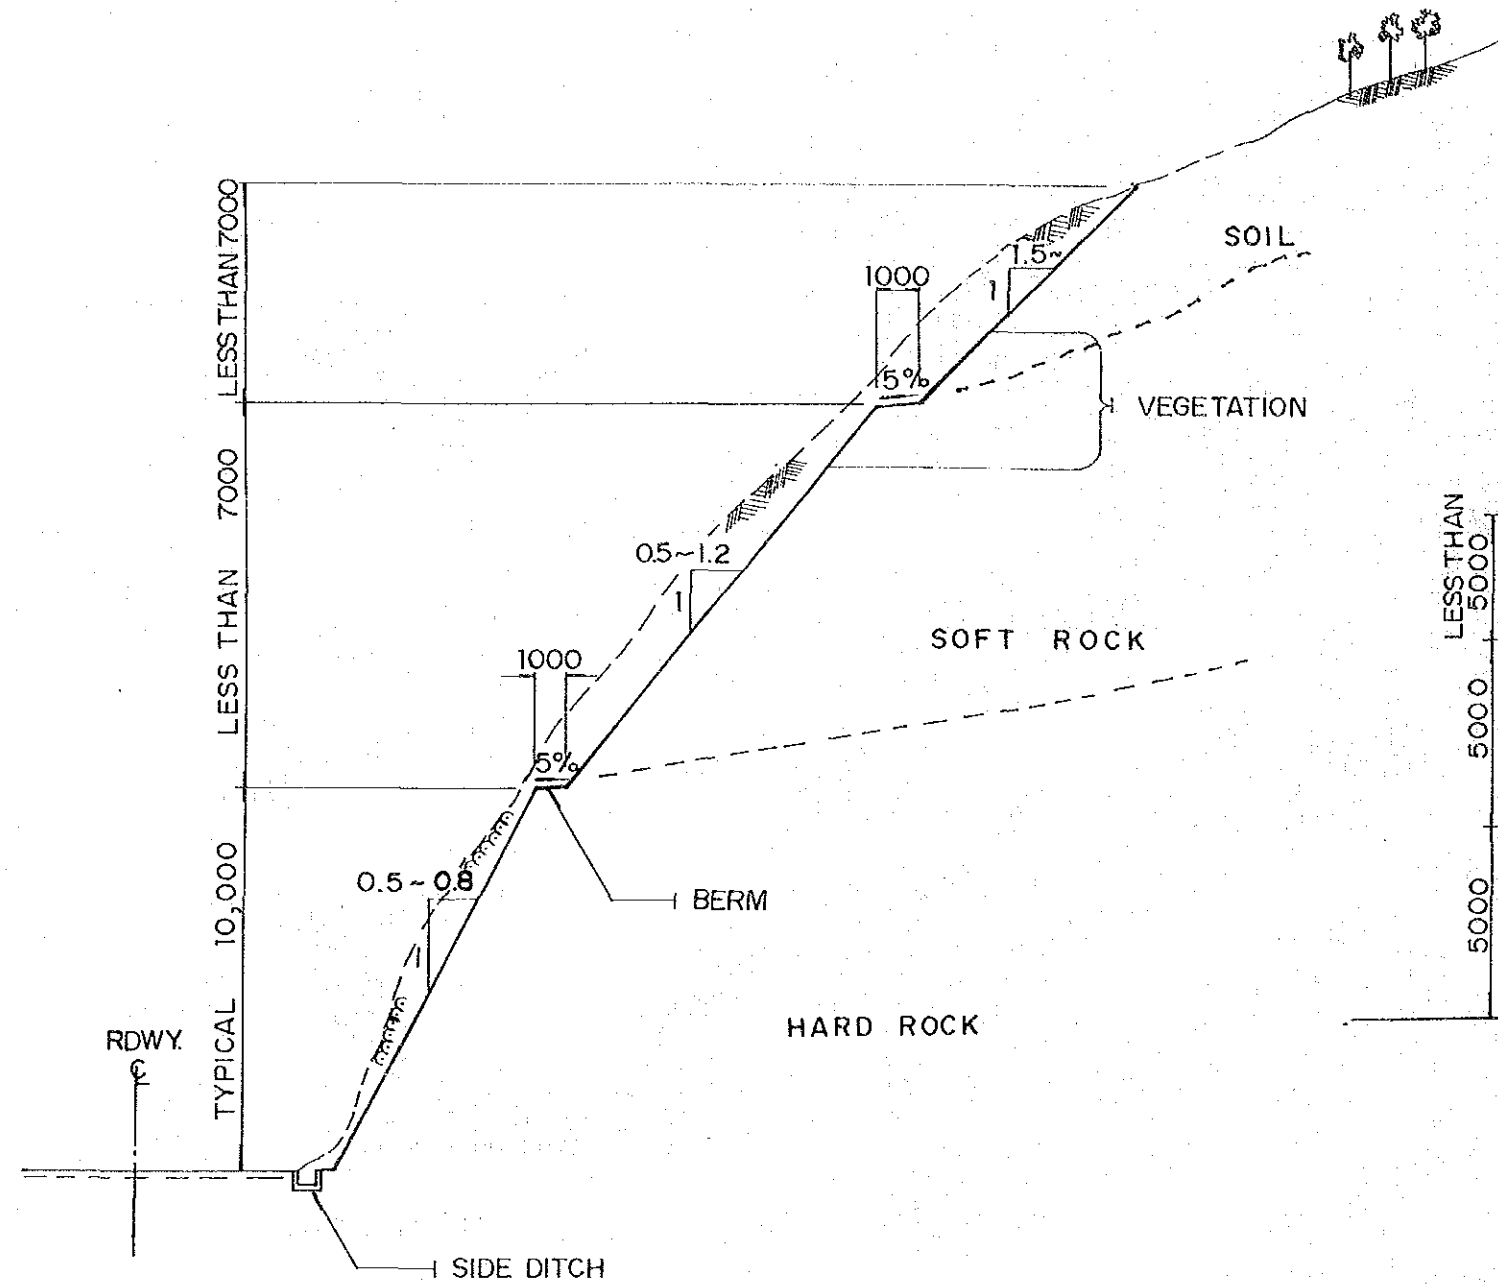 LESS THAN 7000
SOIL
1.5~
1
1000
5%
VEGETATION
LESS THAN 7000
0.5~1.2
1
SOFT ROCK
LESS THAN
5000
5000
5000
1000
5%
BERM
0.5~0.8
1
TYPICAL 10,000
HARD ROCK
RDWY.
℄
SIDE DITCH